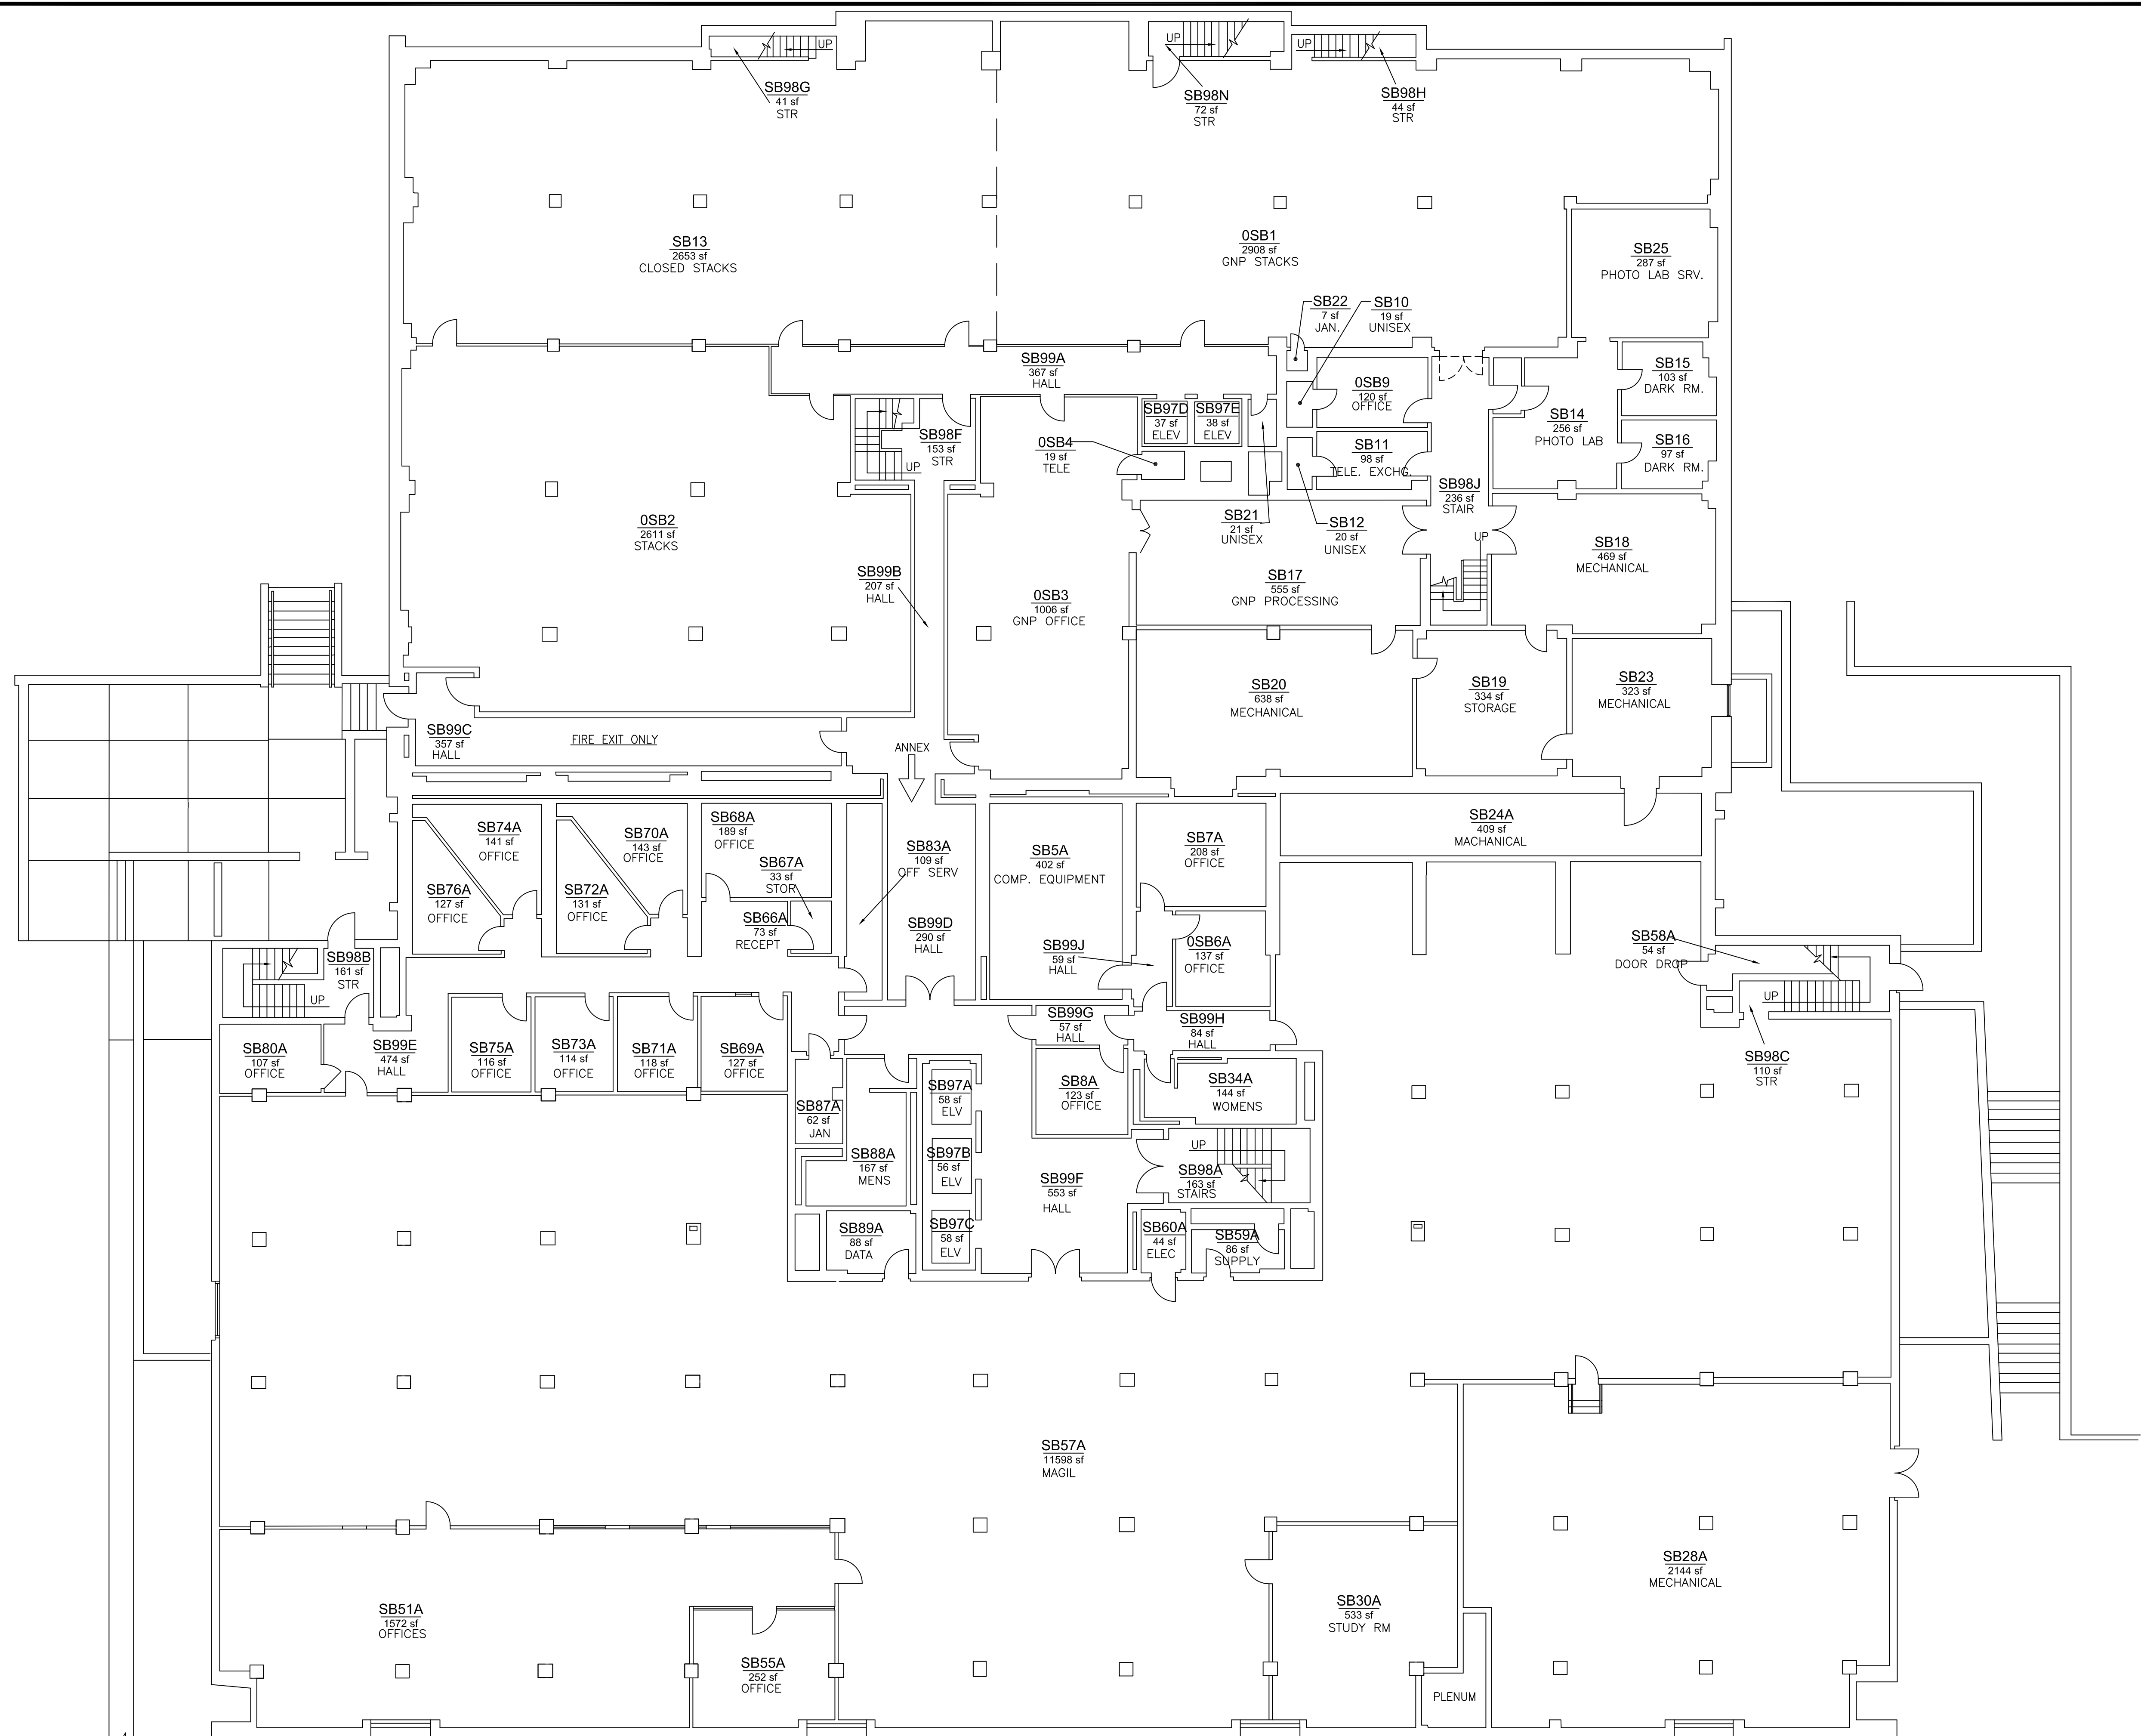 UP
UP
UP
SB98G
41 sf
STR
SB98N
72 sf
STR
SB98H
44 sf
STR
SB13
2653 sf
CLOSED STACKS
0SB1
2908 sf
GNP STACKS
SB25
287 sf
PHOTO LAB SRV.
SB22
7 sf
JAN.
SB10
19 sf
UNISEX
SB99A
367 sf
HALL
0SB9
120 sf
OFFICE
SB15
103 sf
DARK RM.
SB97D
37 sf
ELEV
SB97E
38 sf
ELEV
SB14
256 sf
PHOTO LAB
SB98F
153 sf
STR
UP
0SB4
19 sf
TELE
SB11
98 sf
TELE. EXCHG.
SB16
97 sf
DARK RM.
SB98J
236 sf
STAIR
UP
0SB2
2611 sf
STACKS
SB21
21 sf
UNISEX
SB12
20 sf
UNISEX
SB18
469 sf
MECHANICAL
SB99B
207 sf
HALL
SB17
555 sf
GNP PROCESSING
0SB3
1006 sf
GNP OFFICE
SB20
638 sf
MECHANICAL
SB19
334 sf
STORAGE
SB23
323 sf
MECHANICAL
SB99C
357 sf
HALL
FIRE EXIT ONLY
ANNEX
SB74A
141 sf
OFFICE
SB70A
143 sf
OFFICE
SB68A
189 sf
OFFICE
SB67A
33 sf
STOR
SB83A
109 sf
OFF SERV
SB5A
402 sf
COMP. EQUIPMENT
SB7A
208 sf
OFFICE
SB24A
409 sf
MACHANICAL
SB76A
127 sf
OFFICE
SB72A
131 sf
OFFICE
SB66A
73 sf
RECEPT
SB99D
290 sf
HALL
SB99J
59 sf
HALL
0SB6A
137 sf
OFFICE
SB58A
54 sf
DOOR DROP
SB98B
161 sf
STR
UP
UP
SB99G
57 sf
HALL
SB99H
84 sf
HALL
SB80A
107 sf
OFFICE
SB99E
474 sf
HALL
SB75A
116 sf
OFFICE
SB73A
114 sf
OFFICE
SB71A
118 sf
OFFICE
SB69A
127 sf
OFFICE
SB98C
110 sf
STR
SB97A
58 sf
ELV
SB8A
123 sf
OFFICE
SB34A
144 sf
WOMENS
SB87A
62 sf
JAN
SB88A
167 sf
MENS
SB97B
56 sf
ELV
UP
SB98A
163 sf
STAIRS
SB99F
553 sf
HALL
SB89A
88 sf
DATA
SB97C
58 sf
ELV
SB60A
44 sf
ELEC
SB59A
86 sf
SUPPLY
SB57A
11598 sf
MAGIL
SB28A
2144 sf
MECHANICAL
SB51A
1572 sf
OFFICES
SB30A
533 sf
STUDY RM
SB55A
252 sf
OFFICE
PLENUM